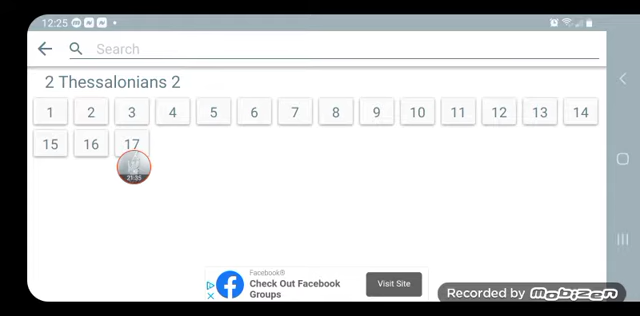 12:25
Search
2 Thessalonians 2
1 2 3 4 5 6 7 8 9 10 11 12 13 14
15 16 17
21:35
Facebook®
Check Out Facebook
Groups
Visit Site
Recorded by MOBIZEN